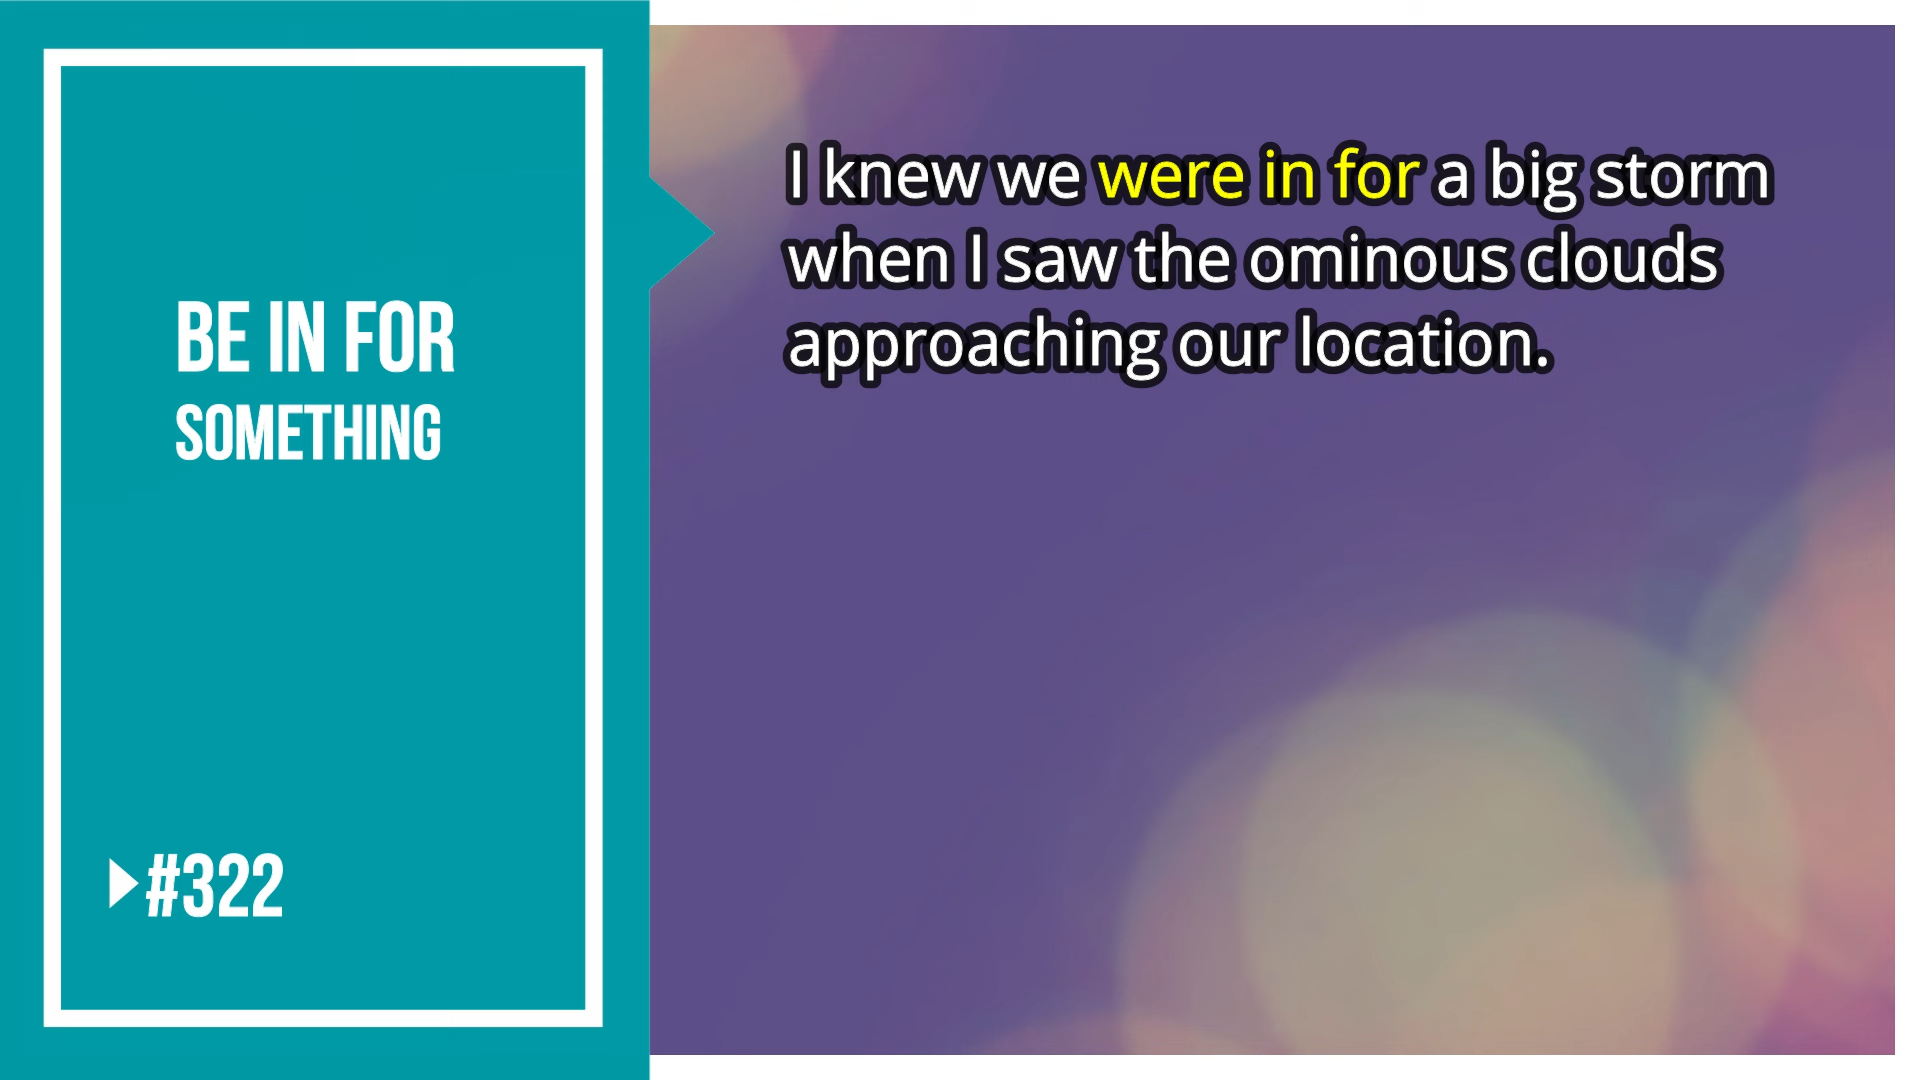 BE IN FOR
SOMETHING
#322
I knew we were in for a big storm
when I saw the ominous clouds
approaching our location.